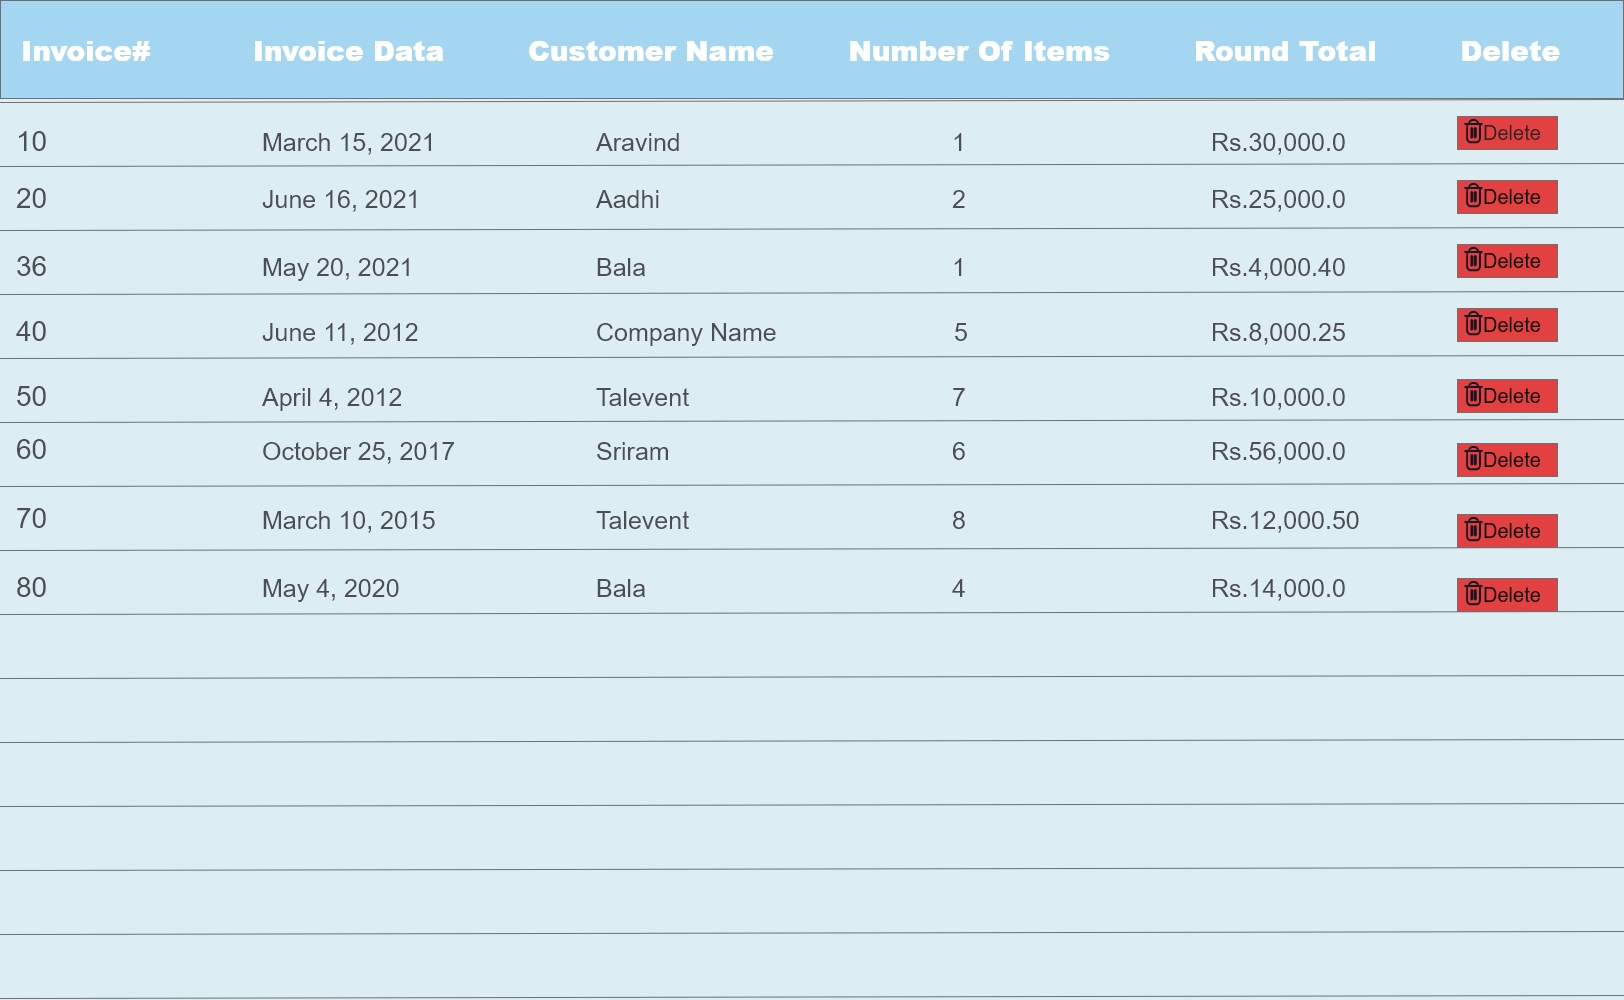 Invoice# Invoice Data Customer Name Number Of Items Round Total Delete
10 March 15, 2021 Aravind 1 Rs.30,000.0 Delete
20 June 16, 2021 Aadhi 2 Rs.25,000.0 Delete
36 May 20, 2021 Bala 1 Rs.4,000.40 Delete
40 June 11, 2012 Company Name 5 Rs.8,000.25 Delete
50 April 4, 2012 Talevent 7 Rs.10,000.0 Delete
60 October 25, 2017 Sriram 6 Rs.56,000.0 Delete
70 March 10, 2015 Talevent 8 Rs.12,000.50 Delete
80 May 4, 2020 Bala 4 Rs.14,000.0 Delete